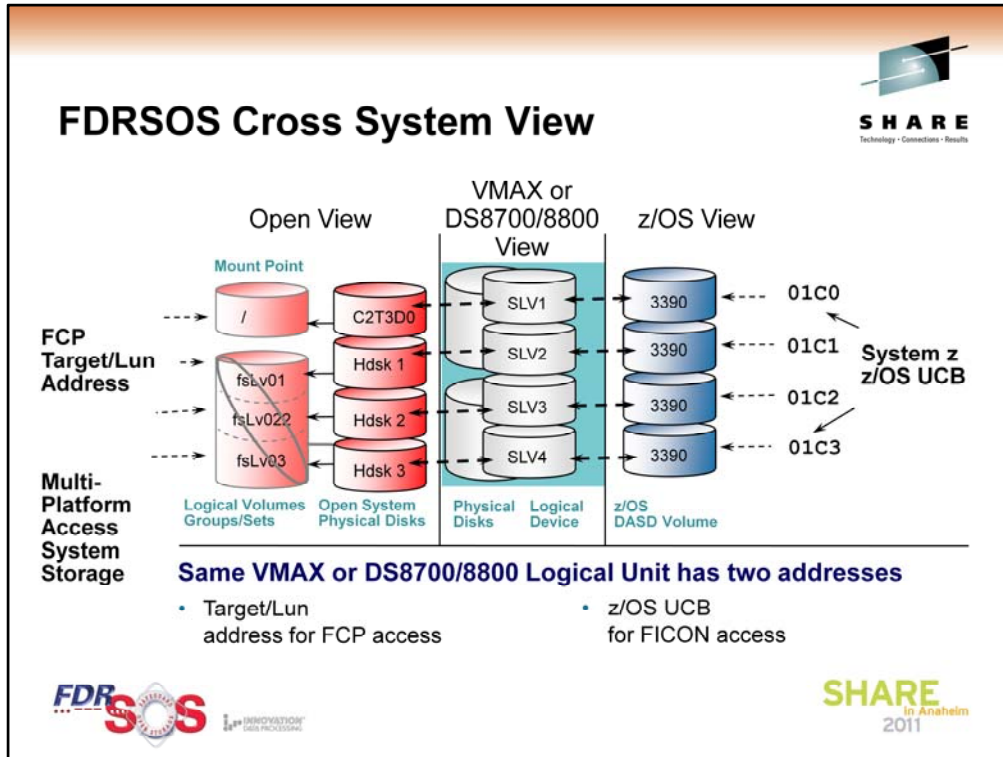 SHARE
Technology · Connections · Results
FDRSOS Cross System View
Open View
VMAX or
DS8700/8800
View
z/OS View
Mount Point
/
C2T3D0
SLV1
3390
01C0
FCP
Target/Lun
Address
fsLv01
Hdsk 1
SLV2
3390
01C1
System z
z/OS UCB
fsLv022
Hdsk 2
SLV3
3390
01C2
fsLv03
Hdsk 3
SLV4
3390
01C3
Multi-
Platform
Access
System
Storage
Logical Volumes
Groups/Sets
Open System
Physical Disks
Physical
Disks
Logical
Device
z/OS
DASD Volume
Same VMAX or DS8700/8800 Logical Unit has two addresses
• Target/Lun
address for FCP access
• z/OS UCB
for FICON access
FDR
SOS
INNOVATION
DATA PROCESSING
SHARE
in Anaheim
2011